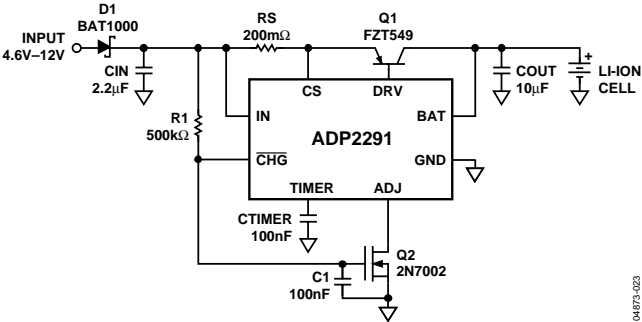 D1
BAT1000
INPUT
4.6V–12V
CIN
2.2μF
RS
200mΩ
Q1
FZT549
COUT
10μF
+
LI-ION
CELL
R1
500kΩ
CS
DRV
IN
BAT
ADP2291
CHG
GND
TIMER
ADJ
CTIMER
100nF
Q2
2N7002
C1
100nF
04873-023